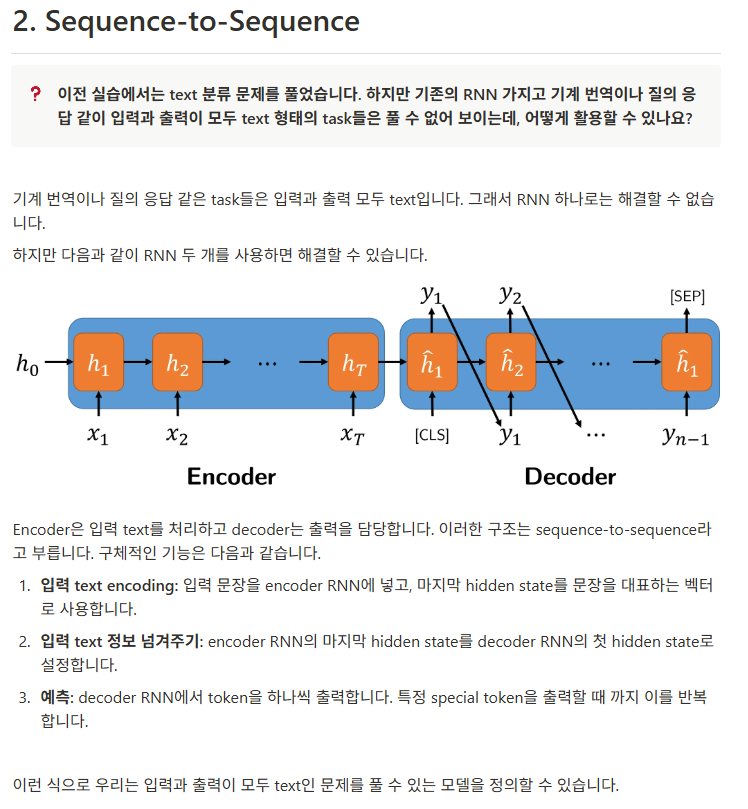 2. Sequence-to-Sequence
❓ 이전 실습에서는 text 분류 문제를 풀었습니다. 하지만 기존의 RNN 가지고 기계 번역이나 질의 응
답 같이 입력과 출력이 모두 text 형태의 task들은 풀 수 없어 보이는데, 어떻게 활용할 수 있나요?
기계 번역이나 질의 응답 같은 task들은 입력과 출력 모두 text입니다. 그래서 RNN 하나로는 해결할 수 없습
니다.
하지만 다음과 같이 RNN 두 개를 사용하면 해결할 수 있습니다.
y₁ y₂ [SEP]
h₀ h₁ h₂ ... h_T ĥ₁ ĥ₂ ... ĥ₁
x₁ x₂ x_T [CLS] y₁ ... yₙ₋₁
Encoder Decoder
Encoder은 입력 text를 처리하고 decoder는 출력을 담당합니다. 이러한 구조는 sequence-to-sequence라
고 부릅니다. 구체적인 기능은 다음과 같습니다.
1. 입력 text encoding: 입력 문장을 encoder RNN에 넣고, 마지막 hidden state를 문장을 대표하는 벡터
로 사용합니다.
2. 입력 text 정보 넘겨주기: encoder RNN의 마지막 hidden state를 decoder RNN의 첫 hidden state로
설정합니다.
3. 예측: decoder RNN에서 token을 하나씩 출력합니다. 특정 special token을 출력할 때 까지 이를 반복
합니다.
이런 식으로 우리는 입력과 출력이 모두 text인 문제를 풀 수 있는 모델을 정의할 수 있습니다.